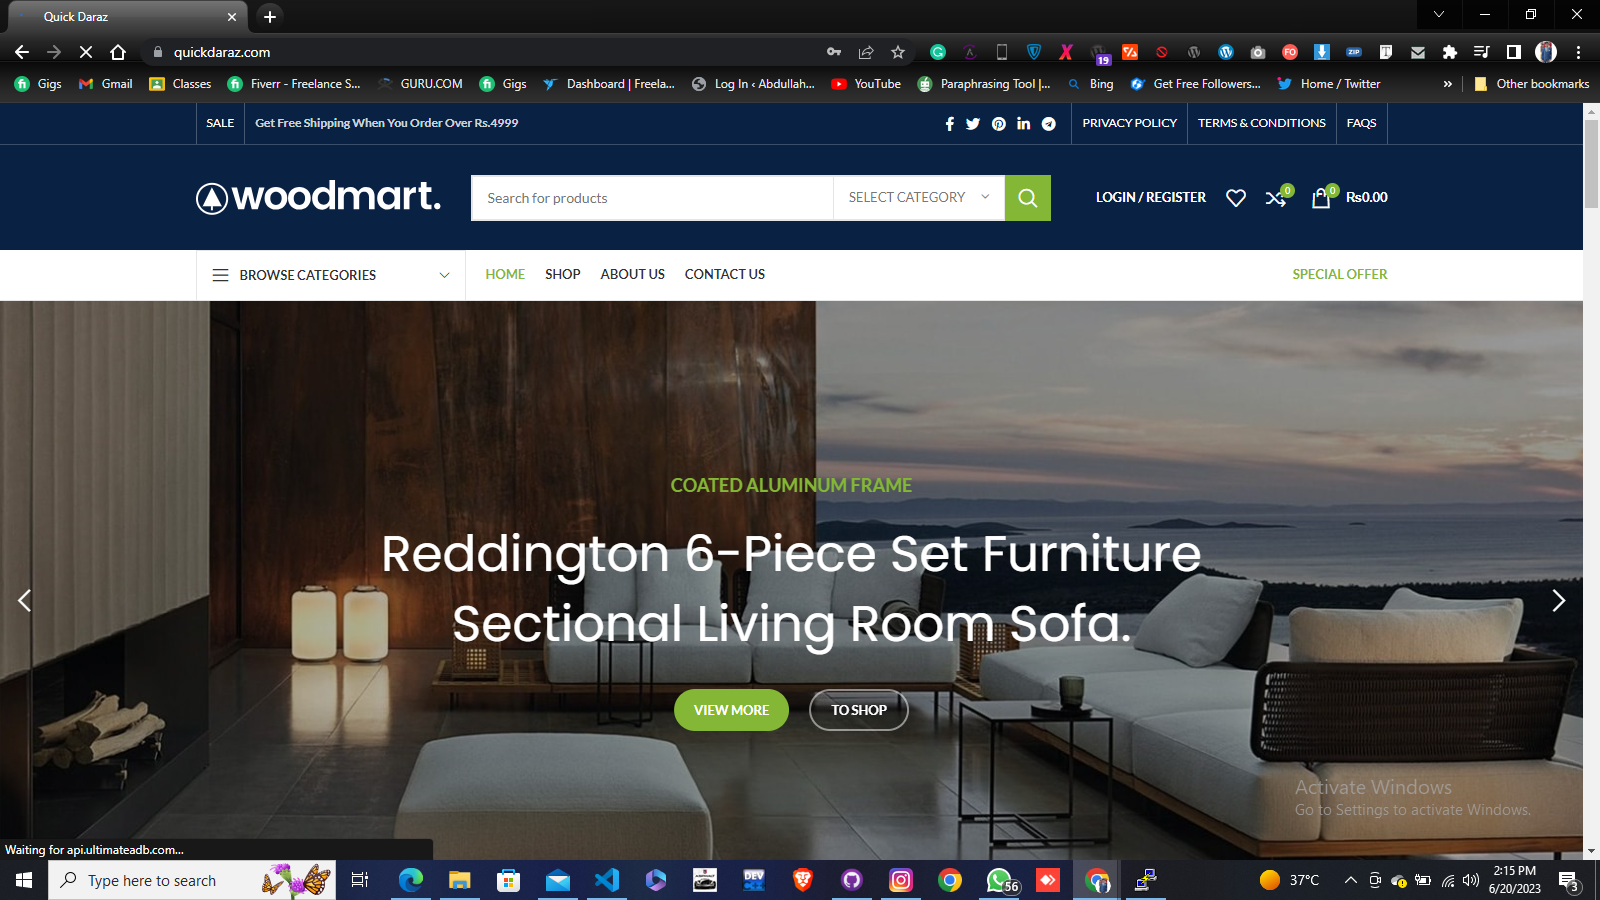 Quick Daraz
quickdaraz.com
19
FO
ZIP
Gigs
Gmail
Classes
Fiverr - Freelance S...
GURU.COM
Gigs
Dashboard | Freela...
Log In ‹ Abdullah...
YouTube
Paraphrasing Tool |...
Bing
Get Free Followers...
Home / Twitter
»
Other bookmarks
SALE
Get Free Shipping When You Order Over Rs.4999
PRIVACY POLICY
TERMS & CONDITIONS
FAQS
woodmart.
Search for products
SELECT CATEGORY
LOGIN / REGISTER
0
0
₨0.00
BROWSE CATEGORIES
HOME
SHOP
ABOUT US
CONTACT US
SPECIAL OFFER
COATED ALUMINUM FRAME
Reddington 6-Piece Set Furniture
Sectional Living Room Sofa.
VIEW MORE
TO SHOP
Activate Windows
Go to Settings to activate Windows.
Waiting for api.ultimateadb.com...
Type here to search
DEV
56
37°C
2:15 PM
6/20/2023
3